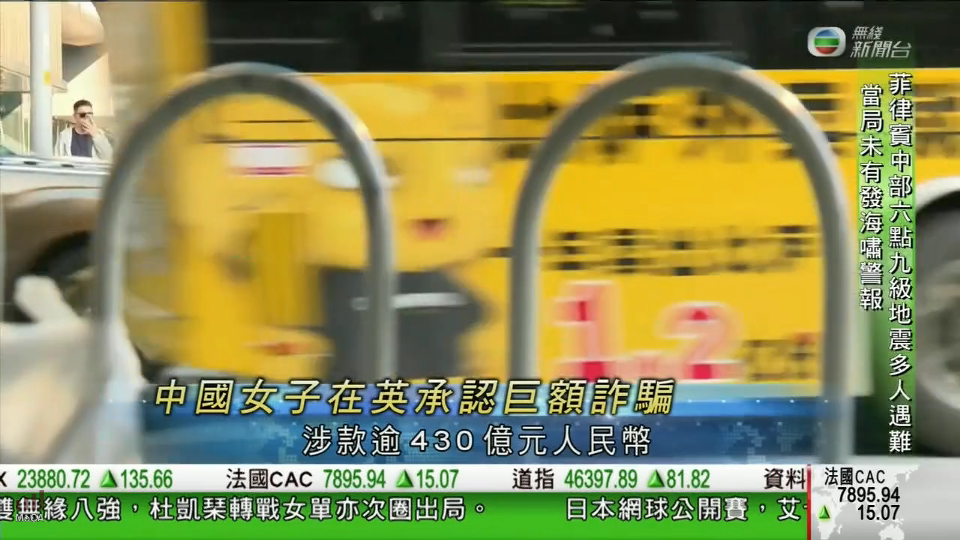 無綫
新聞台
菲律賓中部六點九級地震多人遇難
當局未有發海嘯警報
中國女子在英承認巨額詐騙
涉款逾430億元人民幣
X 23880.72 ▲135.66 法國CAC 7895.94 ▲15.07 道指 46397.89 ▲81.82 資料
法國CAC
7895.94
▲ 15.07
雙無緣八強，杜凱琹轉戰女單亦次圈出局。 日本網球公開賽，艾